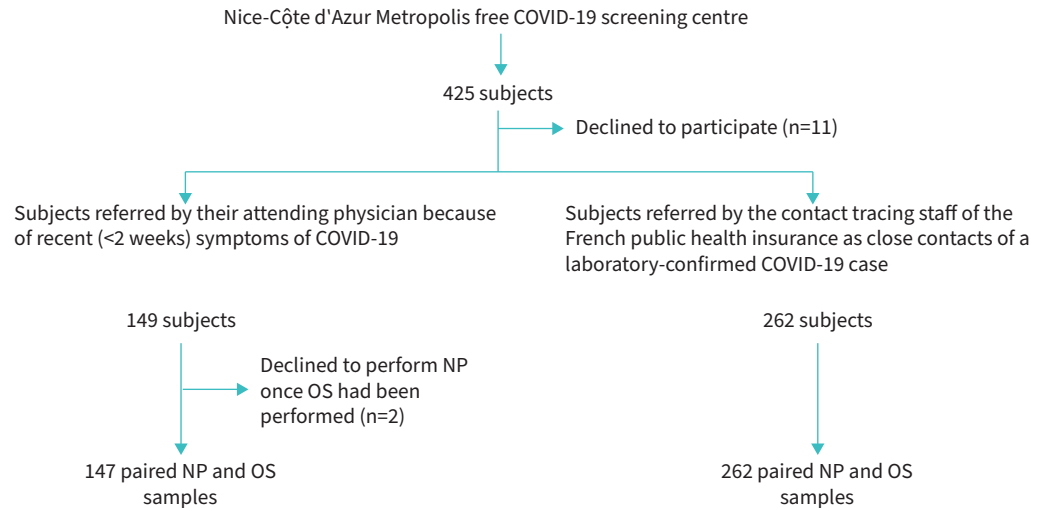 Nice-Côte d'Azur Metropolis free COVID-19 screening centre
425 subjects
Declined to participate (n=11)
Subjects referred by their attending physician because
of recent (<2 weeks) symptoms of COVID-19
Subjects referred by the contact tracing staff of the
French public health insurance as close contacts of a
laboratory-confirmed COVID-19 case
149 subjects
262 subjects
Declined to perform NP
once OS had been
performed (n=2)
147 paired NP and OS
samples
262 paired NP and OS
samples